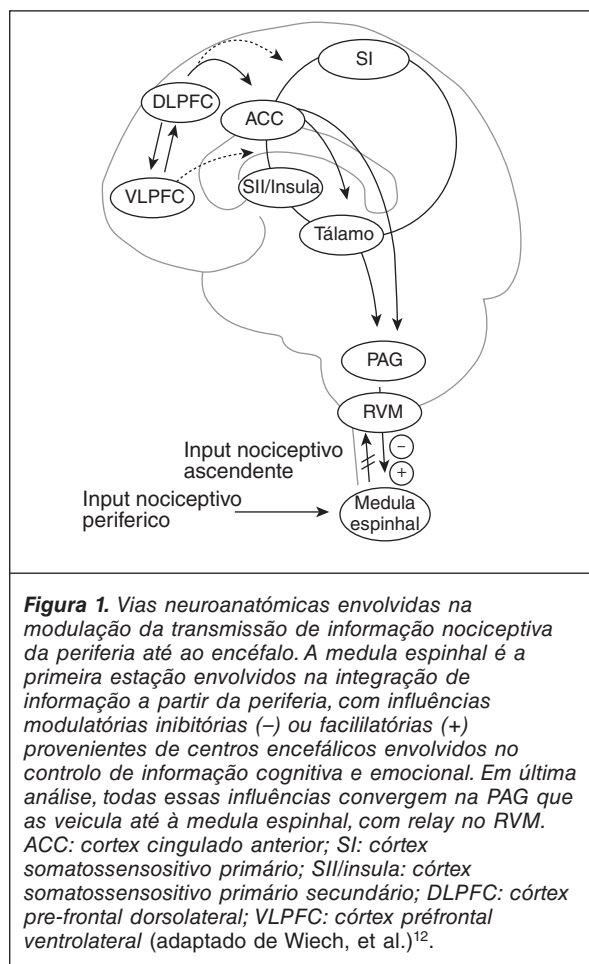 SI
DLPFC
ACC
VLPFC
SII/Insula
Tálamo
PAG
RVM
Input nociceptivo
ascendente
−
+
Input nociceptivo
periferico
Medula
espinhal
Figura 1. Vias neuroanatómicas envolvidas na
modulação da transmissão de informação nociceptiva
da periferia até ao encéfalo. A medula espinhal é a
primeira estação envolvidos na integração de
informação a partir da periferia, com influências
modulatórias inibitórias (–) ou facililatórias (+)
provenientes de centros encefálicos envolvidos no
controlo de informação cognitiva e emocional. Em última
análise, todas essas influências convergem na PAG que
as veicula até à medula espinhal, com relay no RVM.
ACC: cortex cingulado anterior; SI: córtex
somatossensositivo primário; SII/insula: córtex
somatossensositivo primário secundário; DLPFC: córtex
pre-frontal dorsolateral; VLPFC: córtex préfrontal
ventrolateral (adaptado de Wiech, et al.)¹².